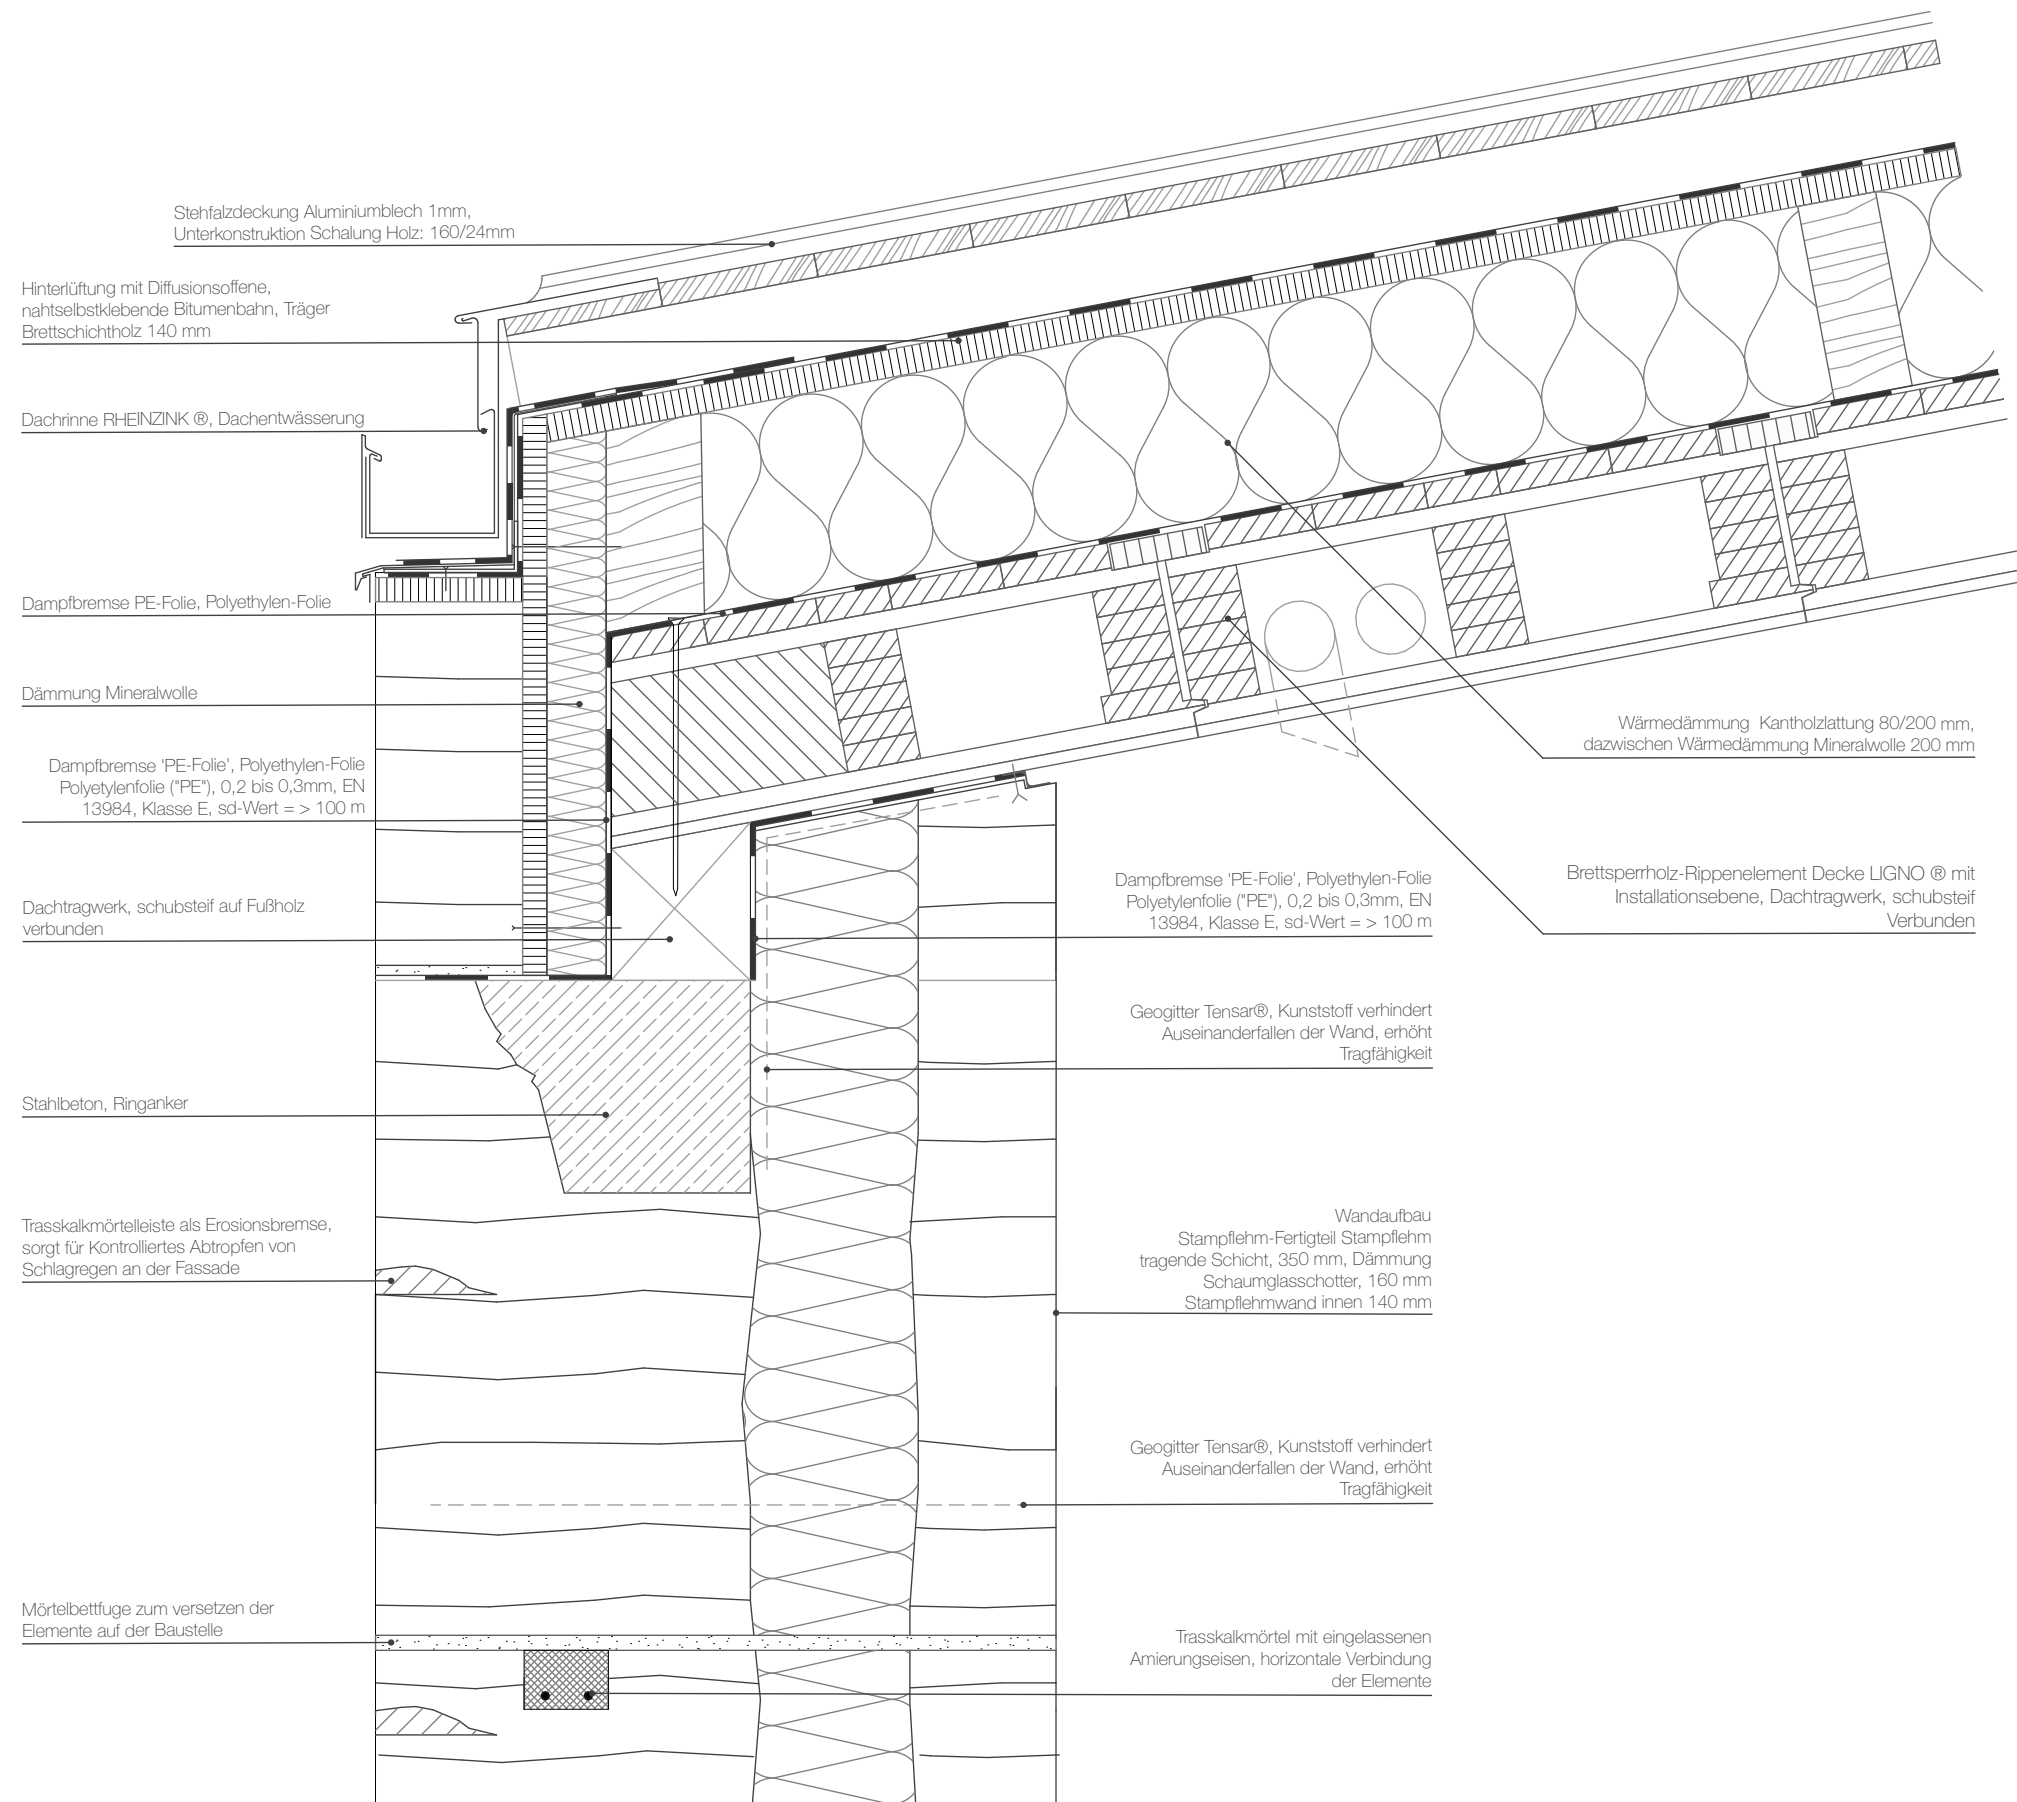 Stehfalzdeckung Aluminiumblech 1mm,
Unterkonstruktion Schalung Holz: 160/24mm
Hinterlüftung mit Diffusionsoffene,
nahtselbstklebende Bitumenbahn, Träger
Brettschichtholz 140 mm
Dachrinne RHEINZINK ®, Dachentwässerung
Dampfbremse PE-Folie, Polyethylen-Folie
Dämmung Mineralwolle
Dampfbremse 'PE-Folie', Polyethylen-Folie
Polyetylenfolie ("PE"), 0,2 bis 0,3mm, EN
13984, Klasse E, sd-Wert = > 100 m
Dachtragwerk, schubsteif auf Fußholz
verbunden
Stahlbeton, Ringanker
Trasskalkmörtelleiste als Erosionsbremse,
sorgt für Kontrolliertes Abtropfen von
Schlagregen an der Fassade
Mörtelbettfuge zum versetzen der
Elemente auf der Baustelle
Wärmedämmung  Kantholzlattung 80/200 mm,
dazwischen Wärmedämmung Mineralwolle 200 mm
Brettsperrholz-Rippenelement Decke LIGNO ® mit
Installationsebene, Dachtragwerk, schubsteif
Verbunden
Dampfbremse 'PE-Folie', Polyethylen-Folie
Polyetylenfolie ("PE"), 0,2 bis 0,3mm, EN
13984, Klasse E, sd-Wert = > 100 m
Geogitter Tensar®, Kunststoff verhindert
Auseinanderfallen der Wand, erhöht
Tragfähigkeit
Wandaufbau
Stampflehm-Fertigteil Stampflehm
tragende Schicht, 350 mm, Dämmung
Schaumglasschotter, 160 mm
Stampflehmwand innen 140 mm
Geogitter Tensar®, Kunststoff verhindert
Auseinanderfallen der Wand, erhöht
Tragfähigkeit
Trasskalkmörtel mit eingelassenen
Amierungseisen, horizontale Verbindung
der Elemente